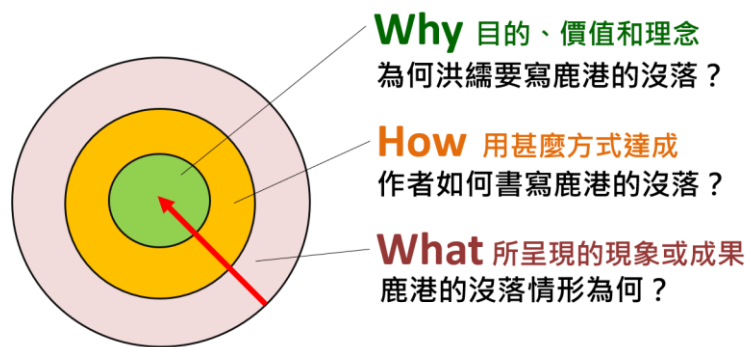 Why 目的、價值和理念
為何洪繻要寫鹿港的沒落？
How 用甚麼方式達成
作者如何書寫鹿港的沒落？
What 所呈現的現象或成果
鹿港的沒落情形為何？